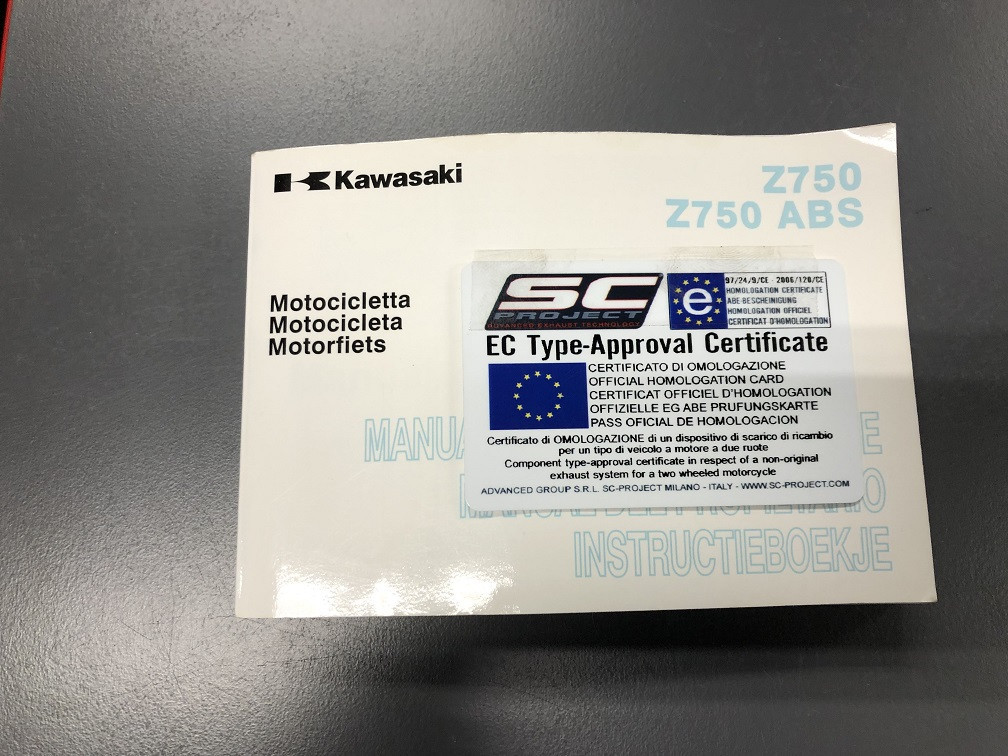 Kawasaki
Z750
Z750 ABS
Motocicletta
Motocicleta
Motorfiets
SC
PROJECT
ADVANCED EXHAUST TECHNOLOGY
e
97/24/9/CE - 2006/120/CE
HOMOLOGATION CERTIFICATE
ABE-BESCHEINIGUNG
HOMOLOGATION OFFICIEL
CERTIFICAT D'HOMOLOGATION
EC Type-Approval Certificate
CERTIFICATO DI OMOLOGAZIONE
OFFICIAL HOMOLOGATION CARD
CERTIFICAT OFFICIEL D'HOMOLOGATION
OFFIZIELLE EG ABE PRUFUNGSKARTE
PASS OFICIAL DE HOMOLOGACION
Certificato di OMOLOGAZIONE di un dispositivo di scarico di ricambio
per un tipo di veicolo a motore a due ruote
Component type-approval certificate in respect of a non-original
exhaust system for a two wheeled motorcycle
ADVANCED GROUP S.R.L. SC-PROJECT MILANO - ITALY - WWW.SC-PROJECT.COM
INSTRUCTIEBOEKJE